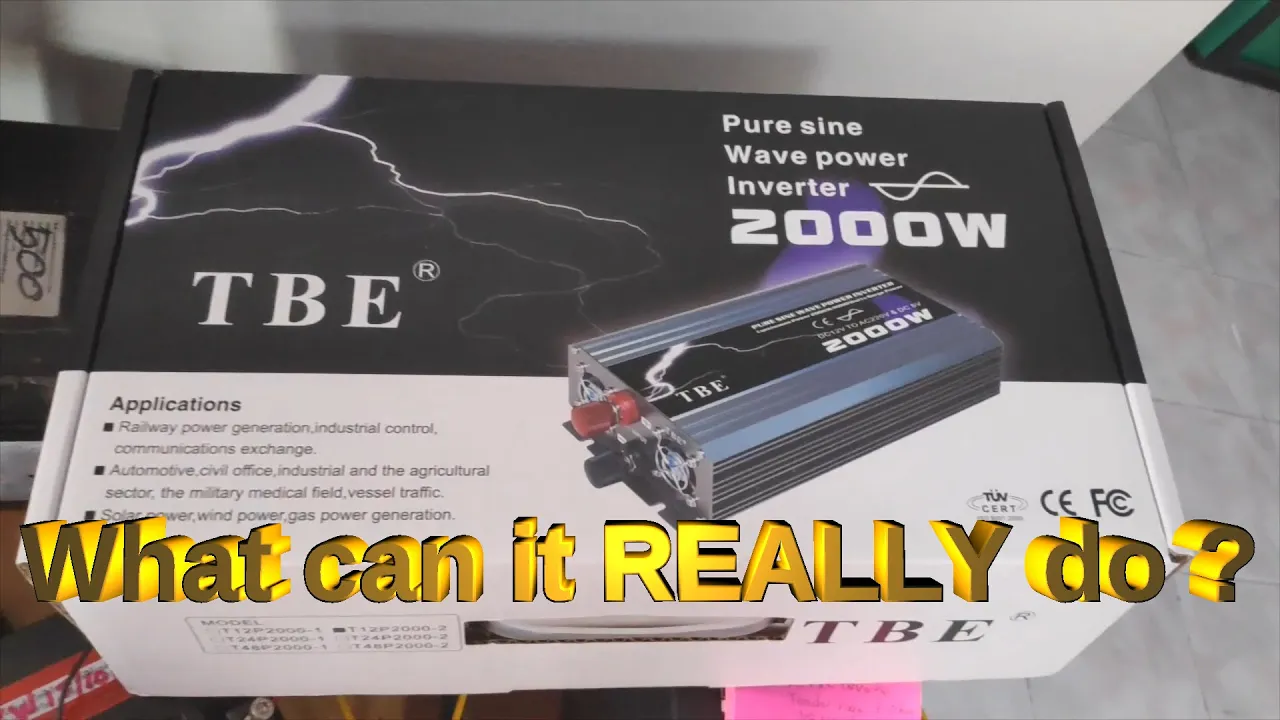 Pure sine
Wave power
Inverter
2000W
TBE®
500
PURE SINE WAVE POWER INVERTER
DC12V TO AC220V & DC 5V
2000W
TBE
Applications
■ Railway power generation,industrial control,
communications exchange.
■ Automotive,civil office,industrial and the agricultural
sector, the military medical field,vessel traffic.
■ Solar power,wind power,gas power generation.
TÜV
CERT
CE FC
What can it REALLY do ?
MODEL
T12P2000-1 ■T12P2000-2
T24P2000-1 T24P2000-2
T48P2000-1 T48P2000-2
TBE®